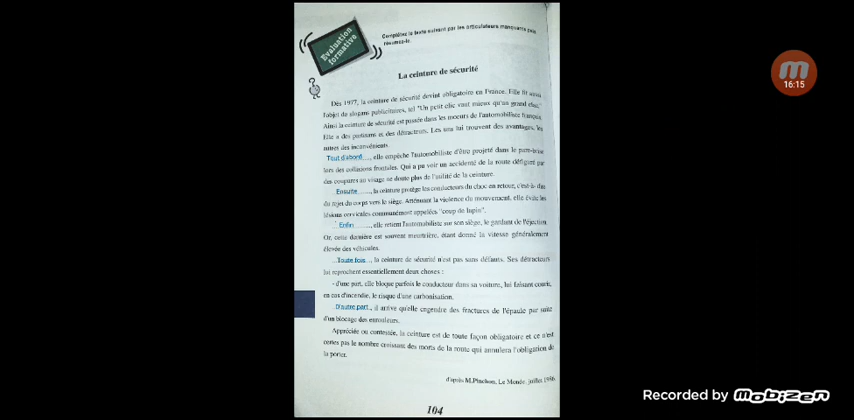 Evaluation
formative
Complétez le texte suivant par les articulateurs manquants puis
résumez-le.
La ceinture de sécurité
Dès 1977, la ceinture de sécurité devint obligatoire en France. Elle fit aussi
l'objet de slogans publicitaires, tel "Un petit clic vaut mieux qu'un grand choc."
Ainsi la ceinture de sécurité est passée dans les moeurs de l'automobiliste français.
Elle a des partisans et des détracteurs. Les uns lui trouvent des avantages, les
autres des inconvénients.
Tout d'abord....., elle empêche l'automobiliste d'être projeté dans le pare-brise
lors des collisions frontales. Qui a pu voir un accidenté de la route défiguré par
des coupures au visage ne doute plus de l'utilité de la ceinture.
...Ensuite....., la ceinture protège les conducteurs du choc en retour, c'est-à-dire
du rejet du corps vers le siège. Atténuant la violence du mouvement, elle évite les
lésions cervicales communément appelées "coup de lapin".
...Enfin ........, elle retient l'automobiliste sur son siège, le gardant de l'éjection.
Or, cette dernière est souvent meurtrière, étant donné la vitesse généralement
élevée des véhicules.
...Toute fois..., la ceinture de sécurité n'est pas sans défauts. Ses détracteurs
lui reprochent essentiellement deux choses :
- d'une part, elle bloque parfois le conducteur dans sa voiture, lui faisant courir,
en cas d'incendie, le risque d'une carbonisation.
...D'autre part.., il arrive qu'elle engendre des fractures de l'épaule par suite
d'un blocage des enrouleurs.
Appréciée ou contestée, la ceinture est de toute façon obligatoire et ce n'est
certes pas le nombre constant des morts de la route qui annulera l'obligation de
la porter.
d'après M.Pinchon, Le Monde, juillet 1986
104
16:15
Recorded by mobizen